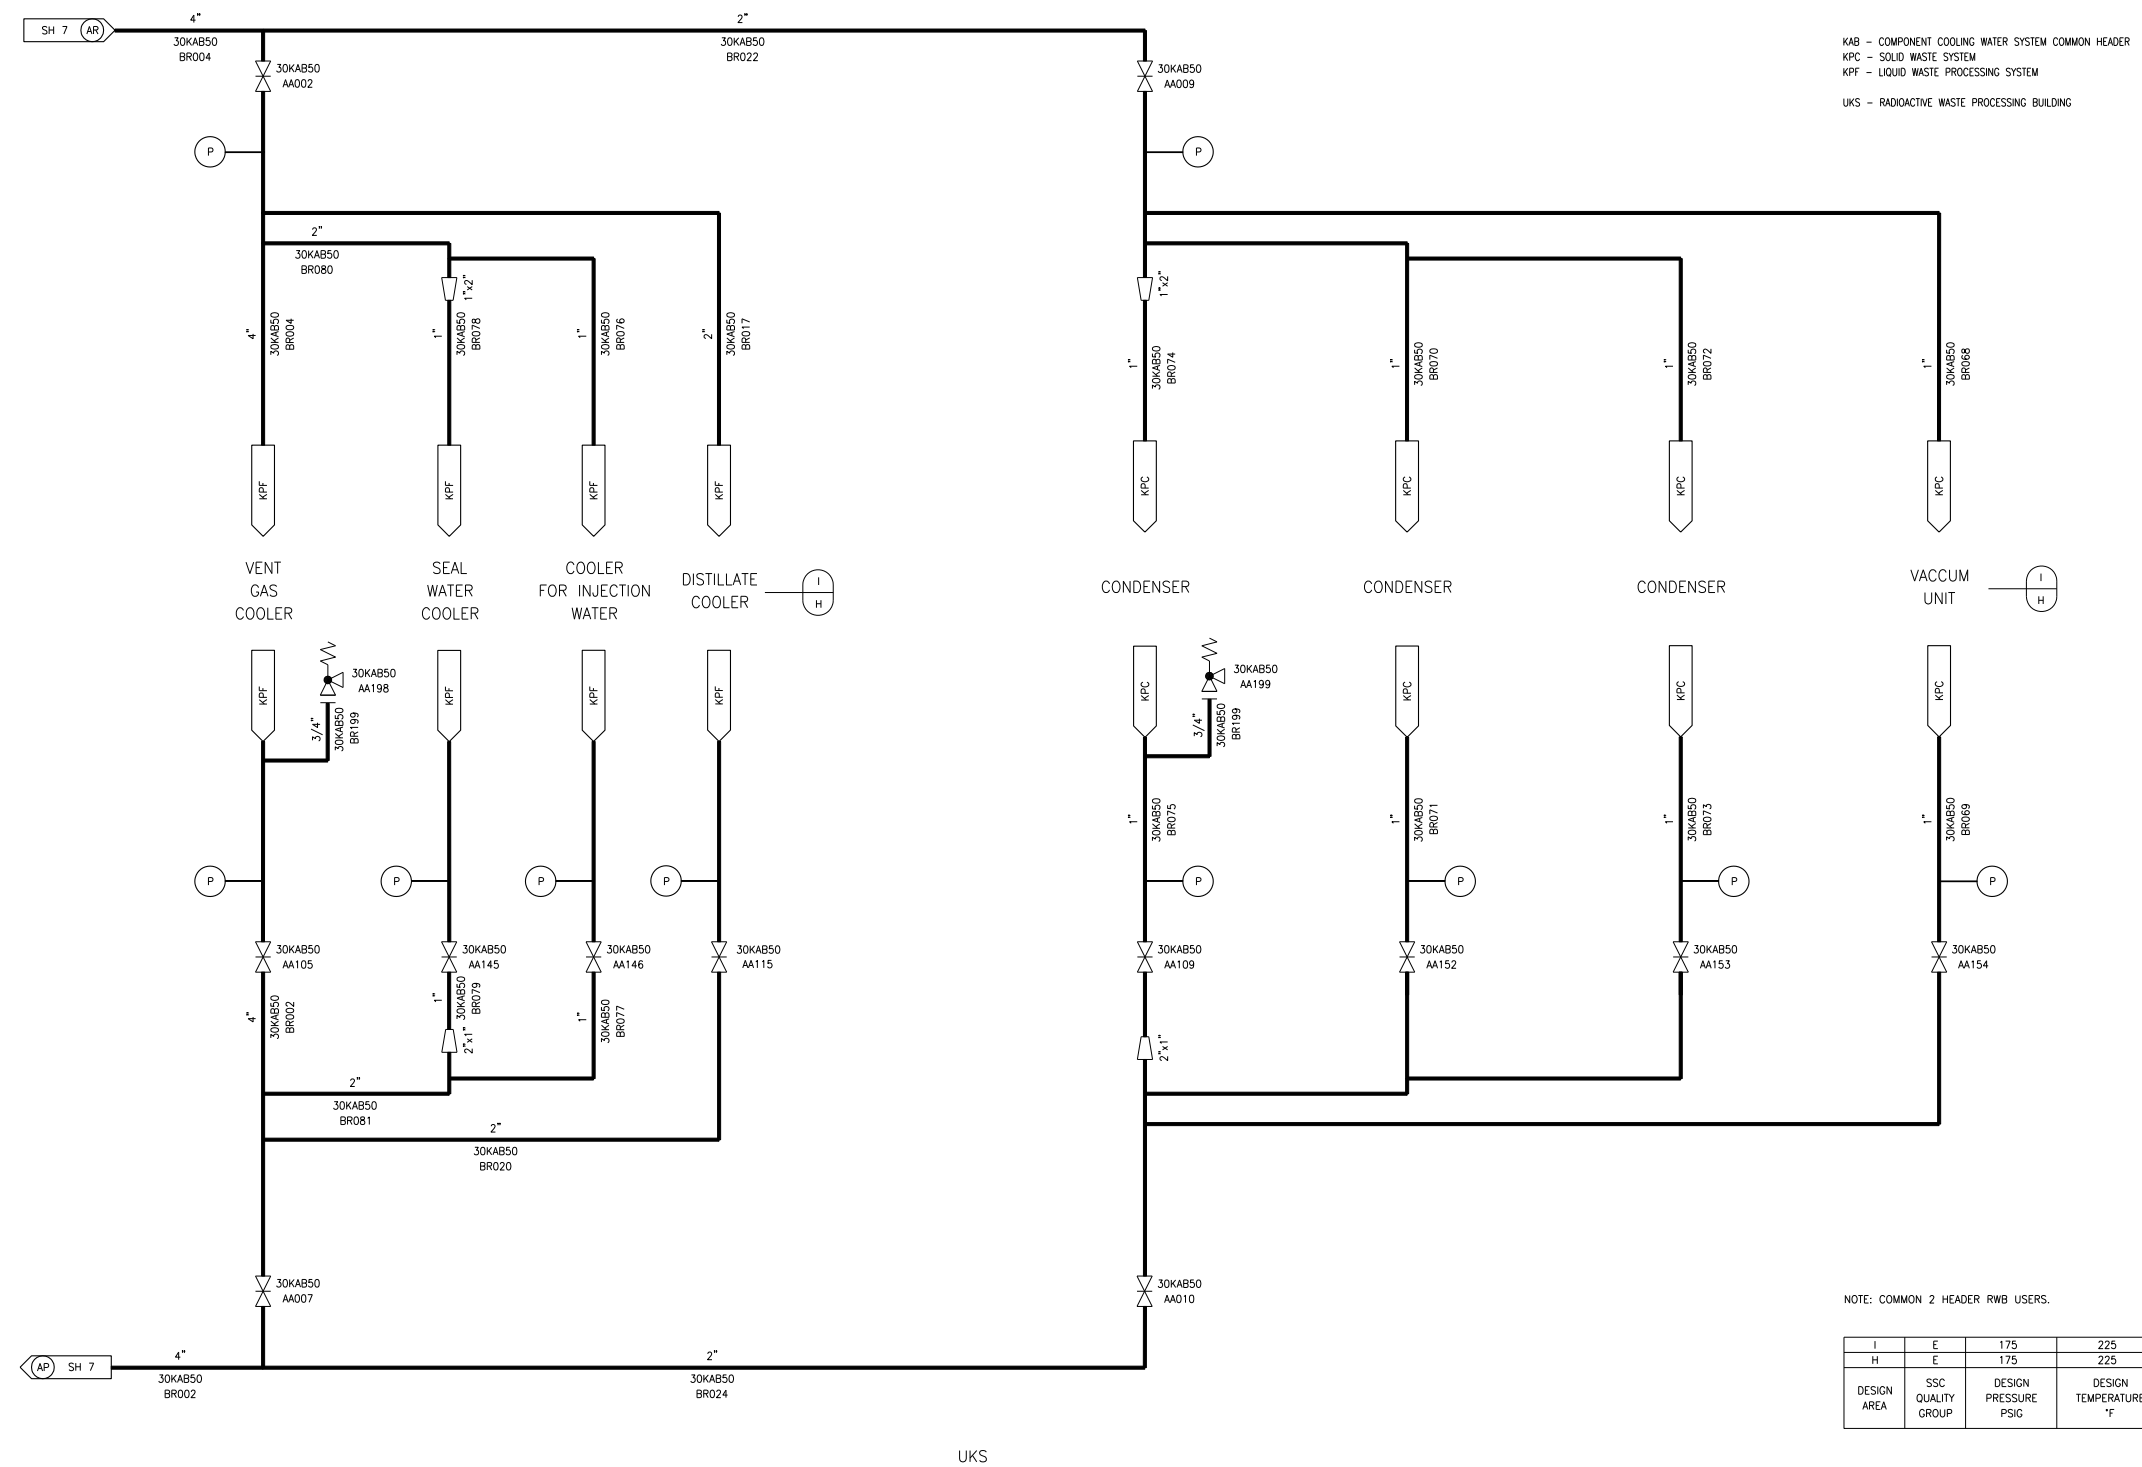 SH 7 AR
4"
30KAB50
BR004
2"
30KAB50
BR022
KAB – COMPONENT COOLING WATER SYSTEM COMMON HEADER
KPC – SOLID WASTE SYSTEM
KPF – LIQUID WASTE PROCESSING SYSTEM
UKS – RADIOACTIVE WASTE PROCESSING BUILDING
30KAB50
AA002
30KAB50
AA009
P
P
2"
30KAB50
BR080
1"x2"
1"x2"
4"
30KAB50
BR004
1"
30KAB50
BR078
1"
30KAB50
BR076
2"
30KAB50
BR017
1"
30KAB50
BR074
1"
30KAB50
BR070
1"
30KAB50
BR072
1"
30KAB50
BR068
KPF
KPF
KPF
KPF
KPC
KPC
KPC
KPC
VENT
GAS
COOLER
SEAL
WATER
COOLER
COOLER
FOR INJECTION
WATER
DISTILLATE
COOLER
I
H
CONDENSER
CONDENSER
CONDENSER
VACCUM
UNIT
I
H
KPF
30KAB50
AA198
3/4"
30KAB50
BR199
KPF
KPF
KPF
KPC
30KAB50
AA199
3/4"
30KAB50
BR199
KPC
KPC
KPC
1"
30KAB50
BR075
1"
30KAB50
BR071
1"
30KAB50
BR073
1"
30KAB50
BR069
P
P
P
P
P
P
P
P
30KAB50
AA105
30KAB50
AA145
30KAB50
AA146
30KAB50
AA115
30KAB50
AA109
30KAB50
AA152
30KAB50
AA153
30KAB50
AA154
4"
30KAB50
BR002
1"
30KAB50
BR079
2"x1"
1"
30KAB50
BR077
2"x1"
2"
30KAB50
BR081
2"
30KAB50
BR020
30KAB50
AA007
30KAB50
AA010
AP SH 7
4"
30KAB50
BR002
2"
30KAB50
BR024
NOTE: COMMON 2 HEADER RWB USERS.
I E 175 225
H E 175 225
DESIGN
AREA
SSC
QUALITY
GROUP
DESIGN
PRESSURE
PSIG
DESIGN
TEMPERATURE
°F
UKS